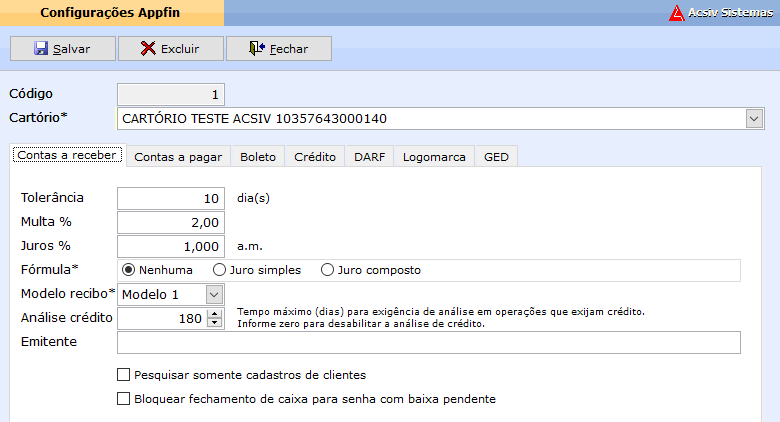 Configurações Appfin
Acsiv Sistemas
Salvar Excluir Fechar
Código 1
Cartório* CARTÓRIO TESTE ACSIV 10357643000140
Contas a receber Contas a pagar Boleto Crédito DARF Logomarca GED
Tolerância 10 dia(s)
Multa % 2,00
Juros % 1,000 a.m.
Fórmula* Nenhuma Juro simples Juro composto
Modelo recibo* Modelo 1
Análise crédito 180 Tempo máximo (dias) para exigência de análise em operações que exijam crédito.
Informe zero para desabilitar a análise de crédito.
Emitente
Pesquisar somente cadastros de clientes
Bloquear fechamento de caixa para senha com baixa pendente